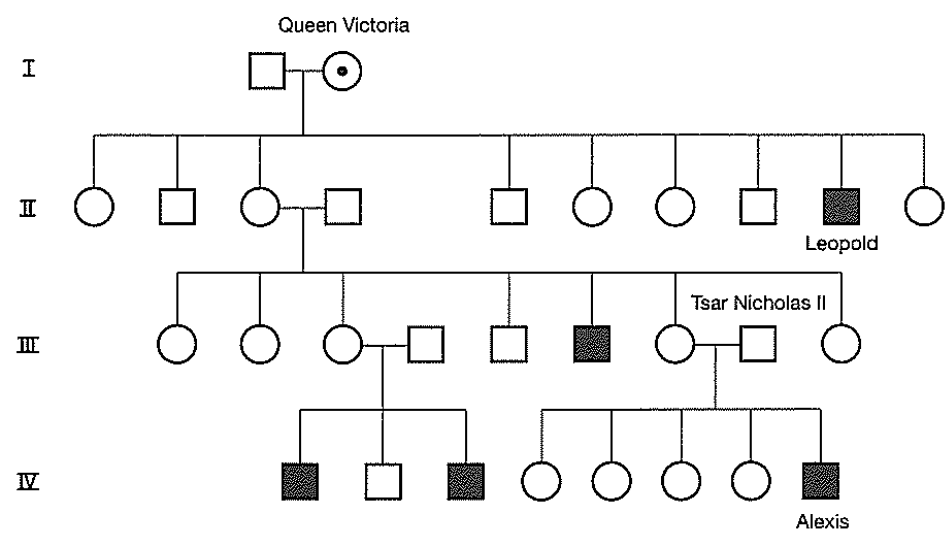 Queen Victoria
I
II
Leopold
Tsar Nicholas II
III
IV
Alexis